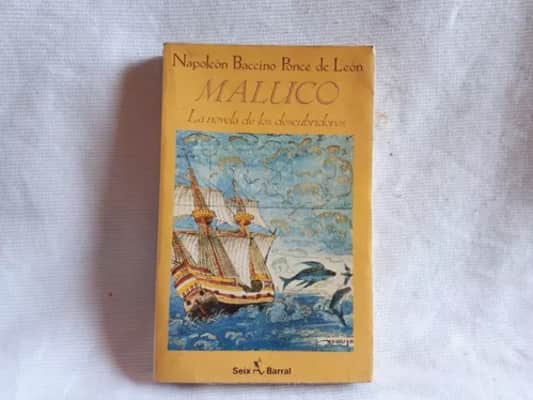 Napoleón Baccino Ponce de León
MALUCO
La novela de los descubridores
Seix Barral